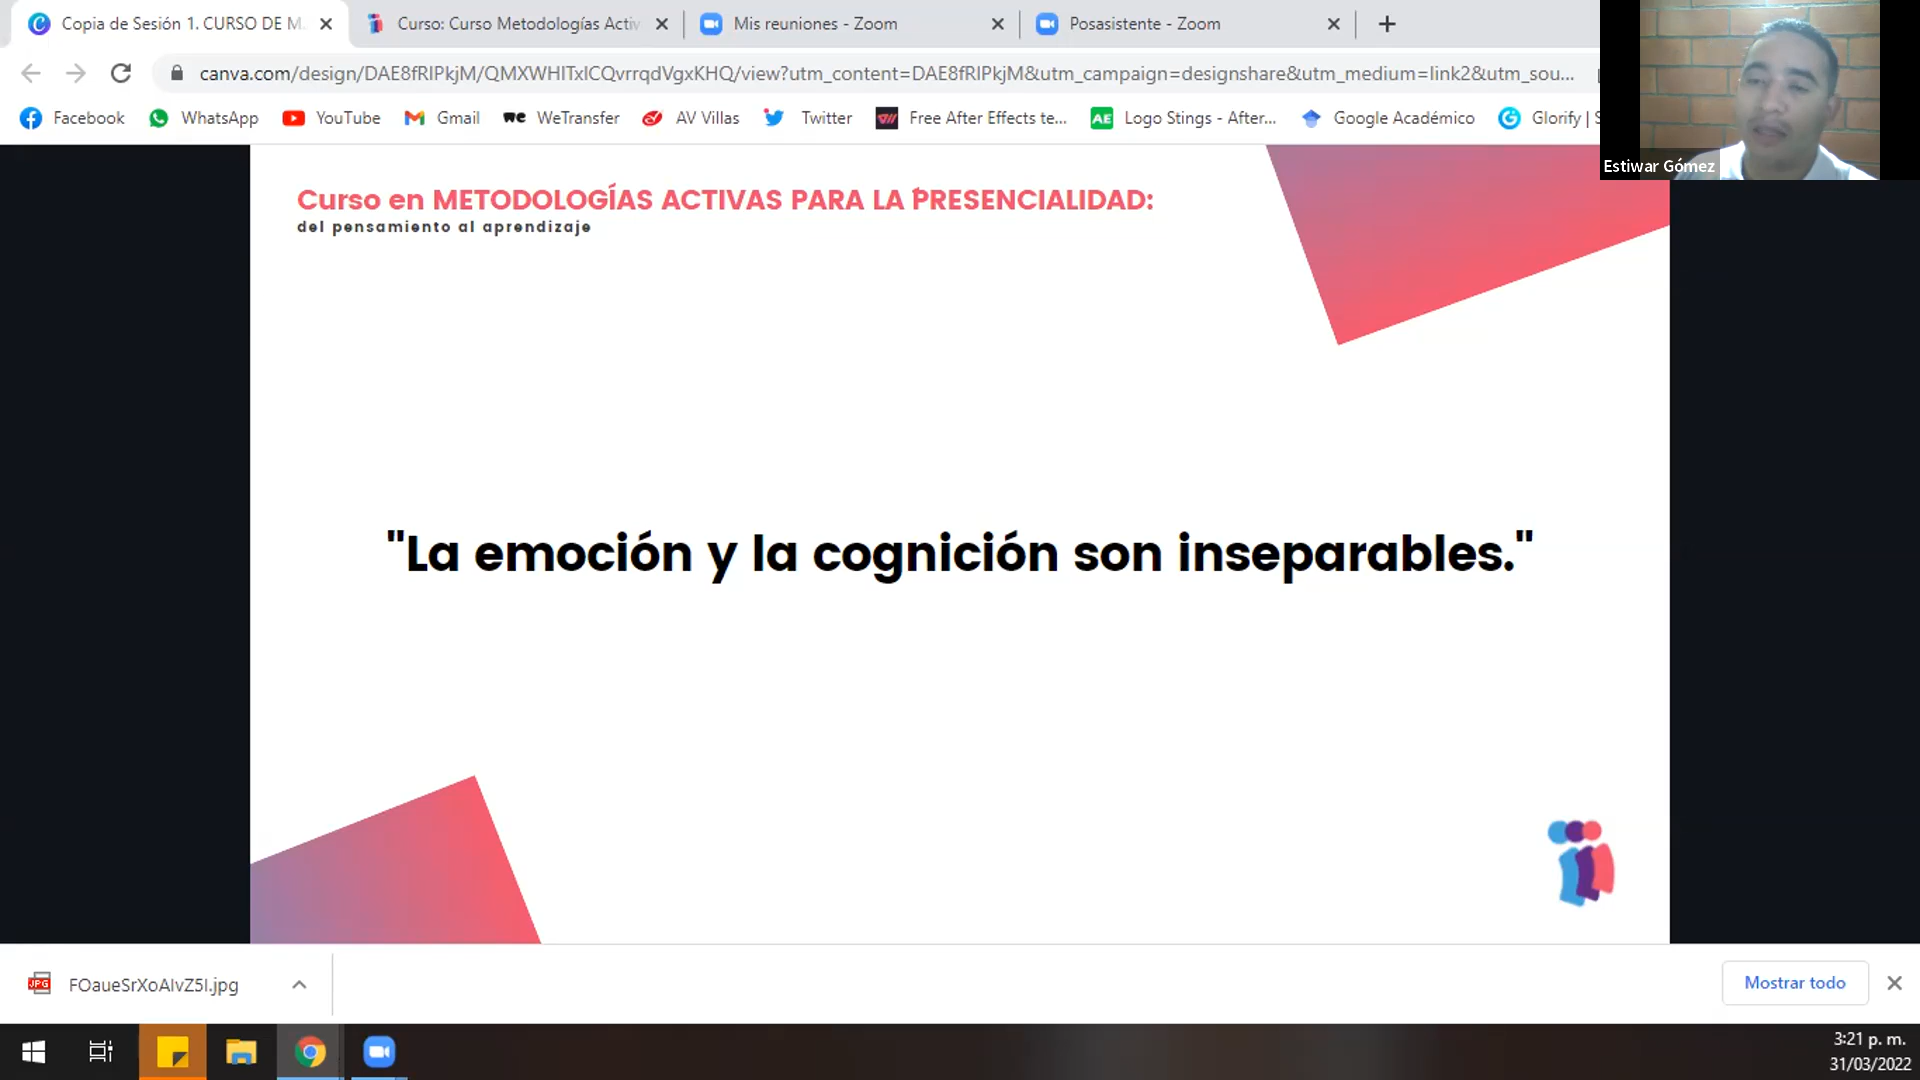 Copia de Sesión 1. CURSO DE M
Curso: Curso Metodologías Activ
Mis reuniones - Zoom
Posasistente - Zoom
canva.com/design/DAE8fRIPkjM/QMXWHITxICQvrrqdVgxKHQ/view?utm_content=DAE8fRIPkjM&utm_campaign=designshare&utm_medium=link2&utm_sou...
Facebook
WhatsApp
YouTube
Gmail
WeTransfer
AV Villas
Twitter
Free After Effects te...
Logo Stings - After...
Google Académico
Glorify | S
Estiwar Gómez
Curso en METODOLOGÍAS ACTIVAS PARA LA PRESENCIALIDAD:
del pensamiento al aprendizaje
"La emoción y la cognición son inseparables."
JPG
FOaueSrXoAIvZ5I.jpg
Mostrar todo
3:21 p. m.
31/03/2022